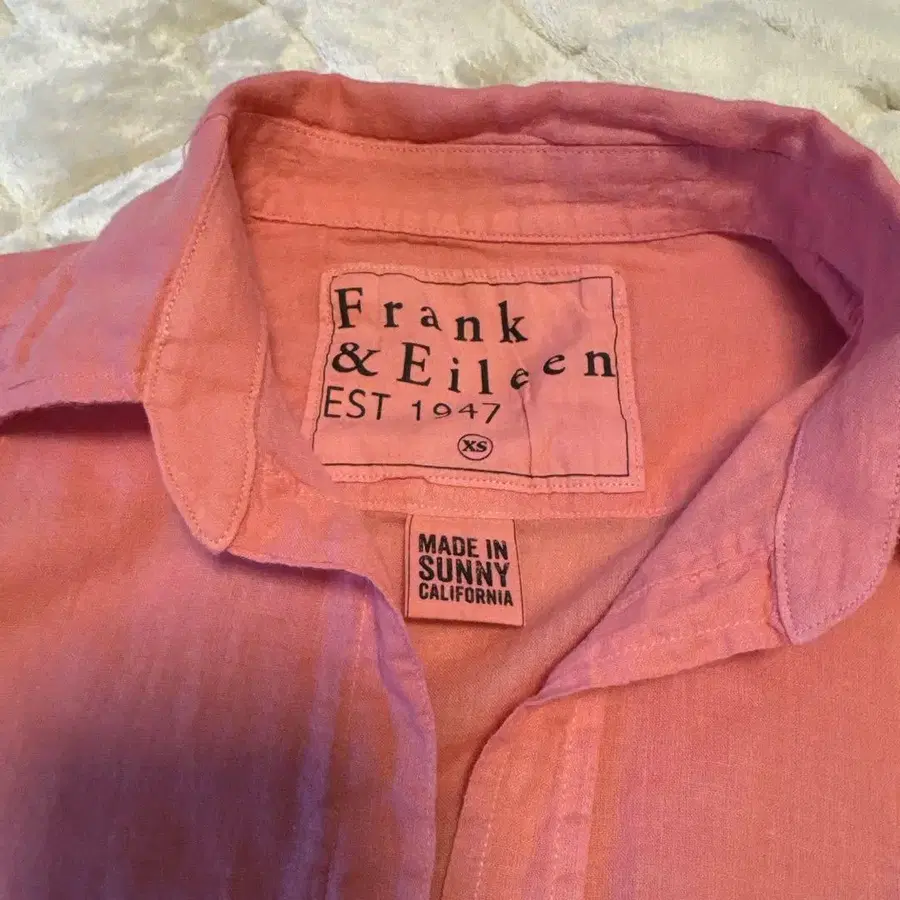 Frank
& Eileen
EST 1947
XS
MADE IN
SUNNY
CALIFORNIA